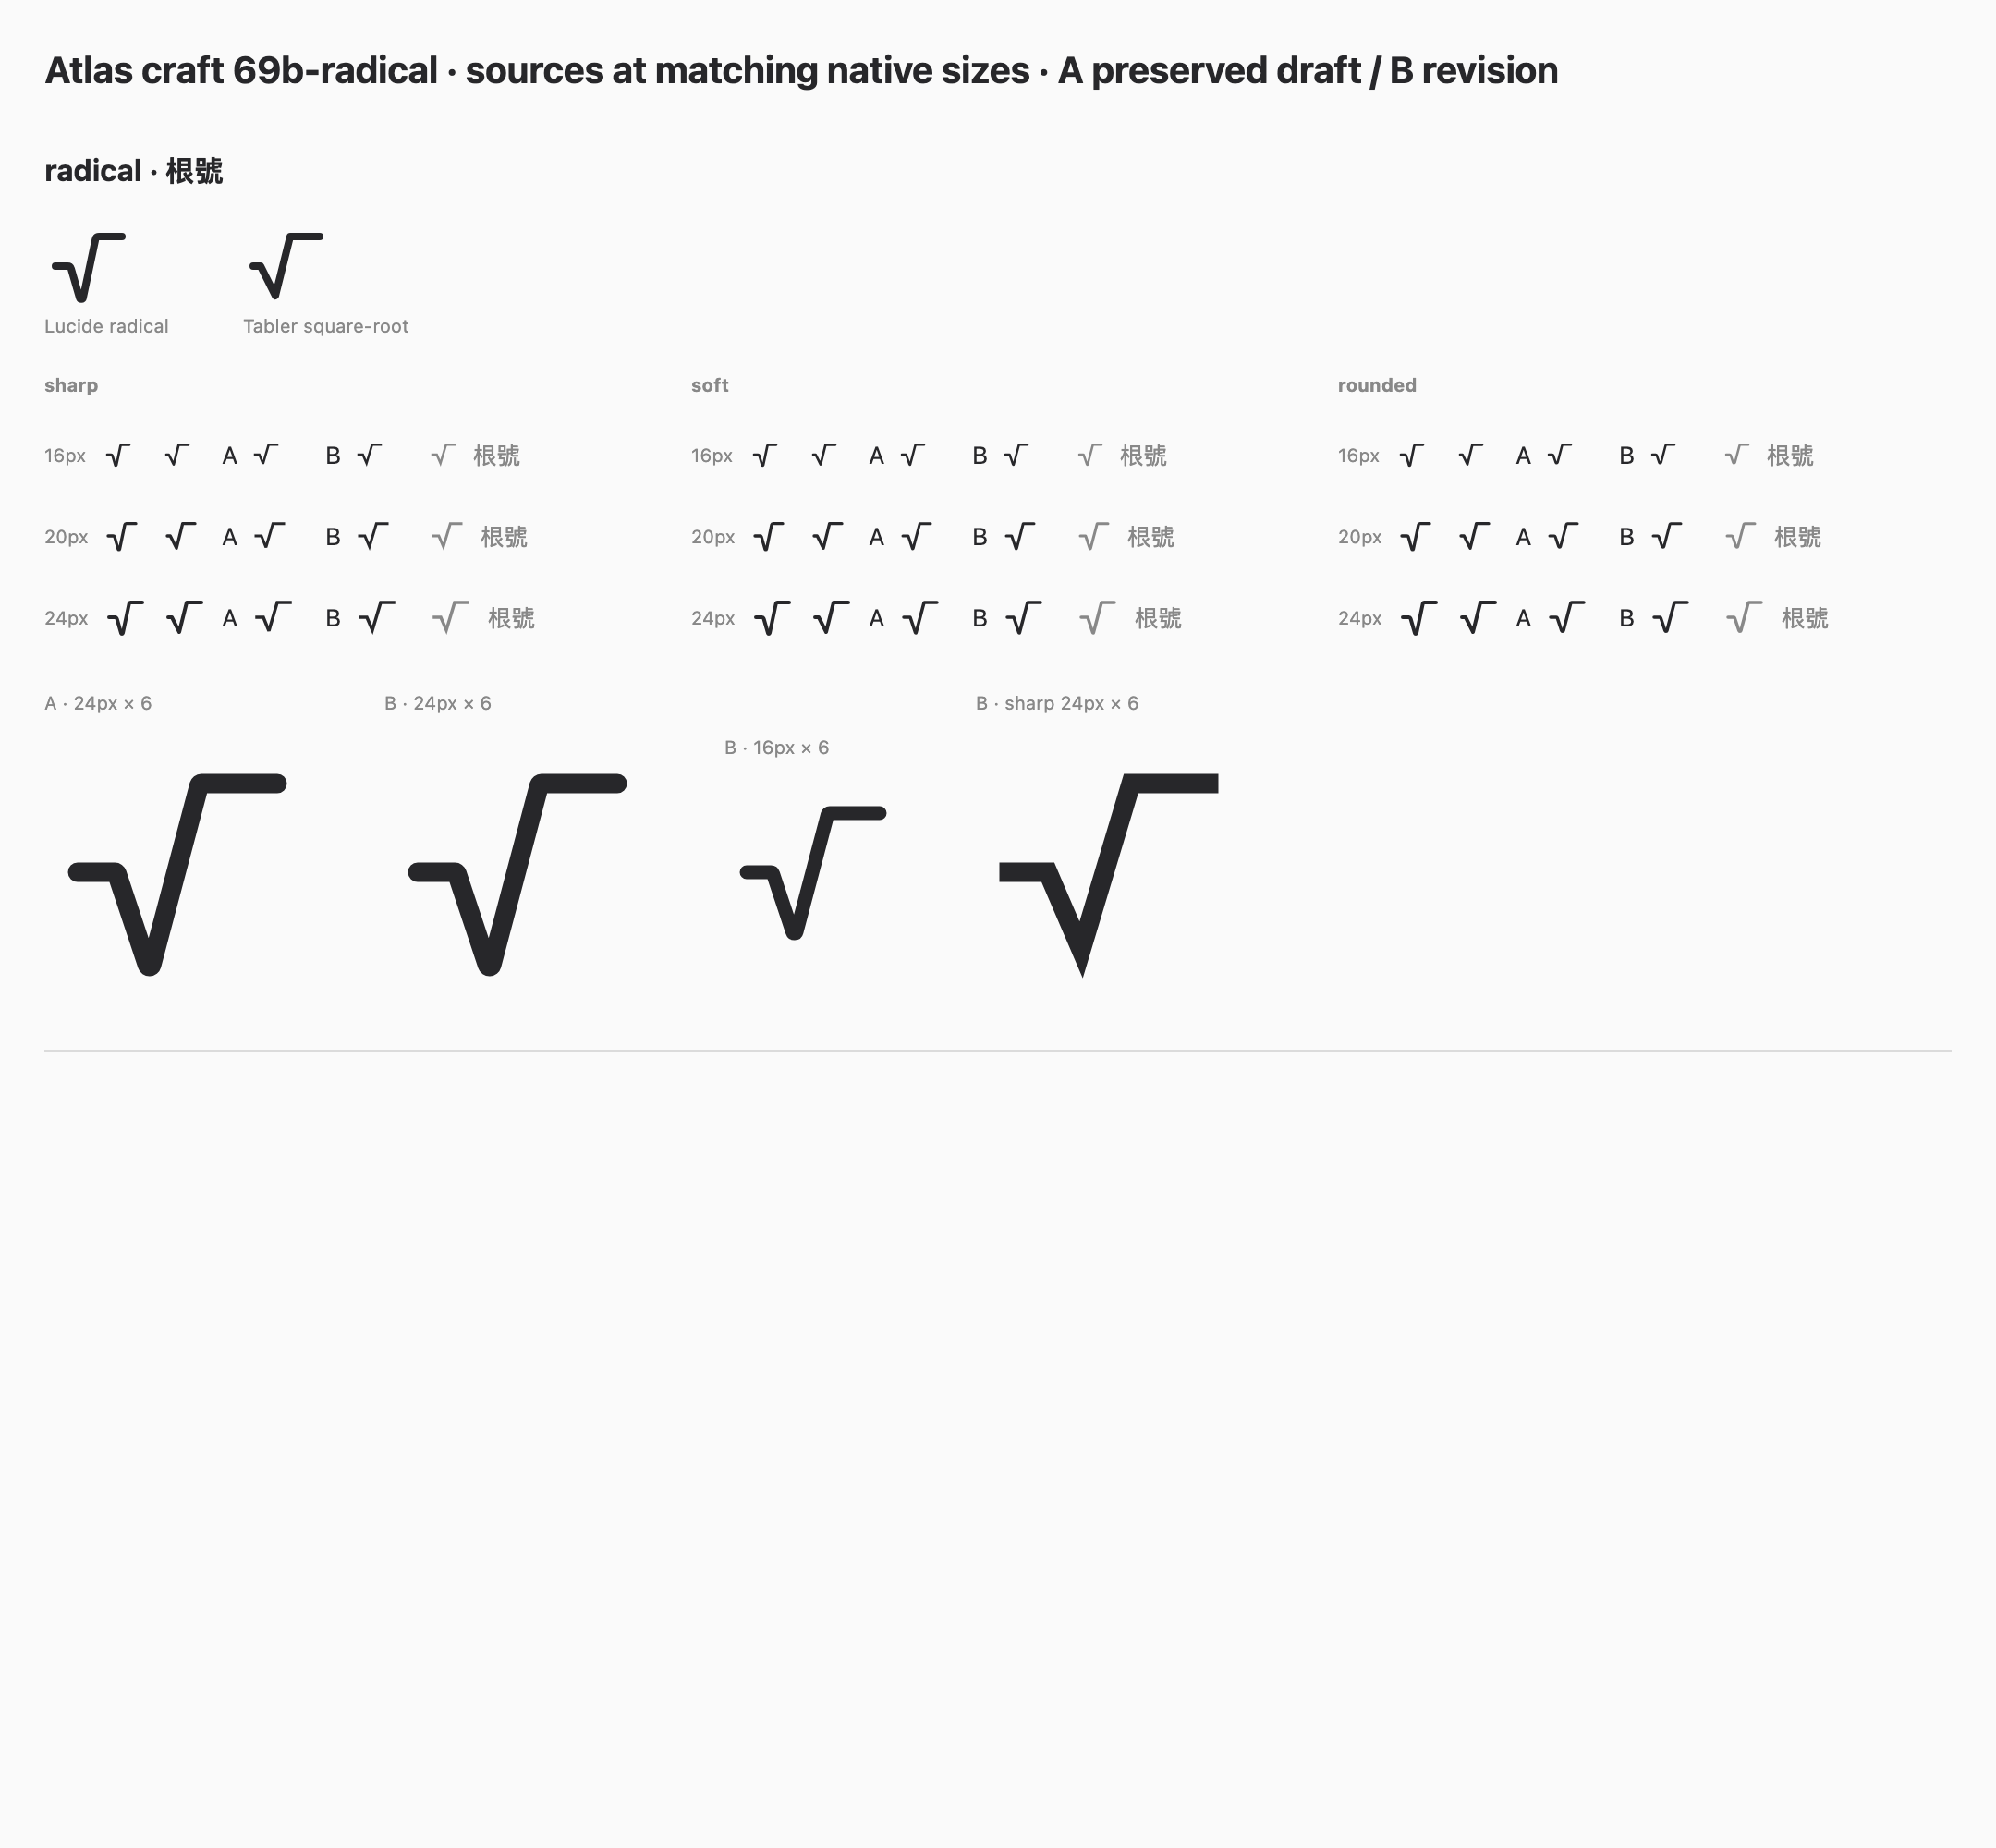 Atlas craft 69b-radical · sources at matching native sizes · A preserved draft / B revision
radical · 根號
Lucide radical
Tabler square-root
sharp
soft
rounded
16px A B 根號
16px A B 根號
16px A B 根號
20px A B 根號
20px A B 根號
20px A B 根號
24px A B 根號
24px A B 根號
24px A B 根號
A · 24px × 6
B · 24px × 6
B · 16px × 6
B · sharp 24px × 6